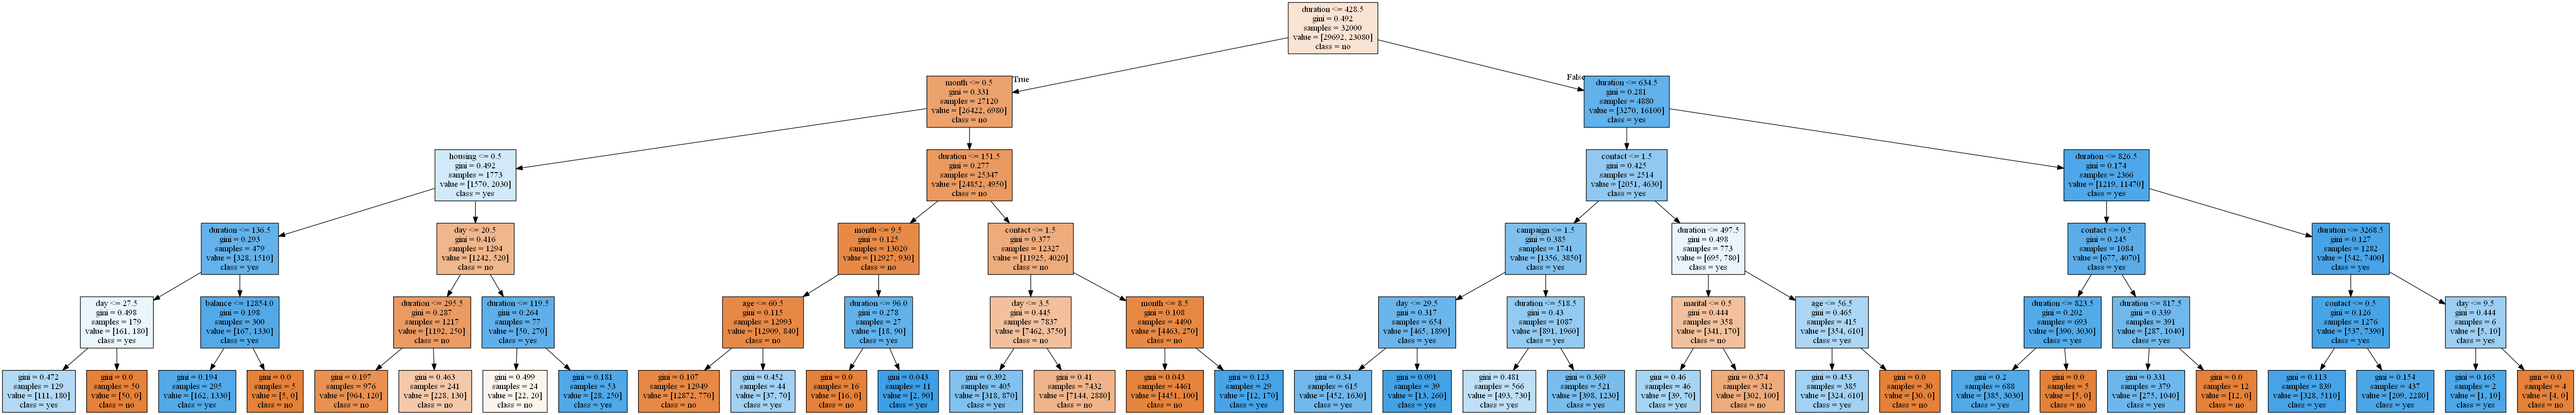 duration <= 428.5
gini = 0.492
samples = 32000
value = [29692, 23080]
class = no
True
False
month <= 0.5
gini = 0.331
samples = 27120
value = [26422, 6980]
class = no
duration <= 634.5
gini = 0.281
samples = 4880
value = [3270, 16100]
class = yes
housing <= 0.5
gini = 0.492
samples = 1773
value = [1570, 2030]
class = yes
duration <= 151.5
gini = 0.277
samples = 25347
value = [24852, 4950]
class = no
contact <= 1.5
gini = 0.425
samples = 2514
value = [2051, 4630]
class = yes
duration <= 826.5
gini = 0.174
samples = 2366
value = [1219, 11470]
class = yes
duration <= 136.5
gini = 0.293
samples = 479
value = [328, 1510]
class = yes
day <= 20.5
gini = 0.416
samples = 1294
value = [1242, 520]
class = no
month <= 9.5
gini = 0.125
samples = 13020
value = [12927, 930]
class = no
contact <= 1.5
gini = 0.377
samples = 12327
value = [11925, 4020]
class = no
campaign <= 1.5
gini = 0.385
samples = 1741
value = [1356, 3850]
class = yes
duration <= 497.5
gini = 0.498
samples = 773
value = [695, 780]
class = yes
contact <= 0.5
gini = 0.245
samples = 1084
value = [677, 4070]
class = yes
duration <= 3268.5
gini = 0.127
samples = 1282
value = [542, 7400]
class = yes
day <= 27.5
gini = 0.498
samples = 179
value = [161, 180]
class = yes
balance <= 12854.0
gini = 0.198
samples = 300
value = [167, 1330]
class = yes
duration <= 295.5
gini = 0.287
samples = 1217
value = [1192, 250]
class = no
duration <= 119.5
gini = 0.264
samples = 77
value = [50, 270]
class = yes
age <= 60.5
gini = 0.115
samples = 12993
value = [12909, 840]
class = no
duration <= 96.0
gini = 0.278
samples = 27
value = [18, 90]
class = yes
day <= 3.5
gini = 0.445
samples = 7837
value = [7462, 3750]
class = no
month <= 8.5
gini = 0.108
samples = 4490
value = [4463, 270]
class = no
day <= 29.5
gini = 0.317
samples = 654
value = [465, 1890]
class = yes
duration <= 518.5
gini = 0.43
samples = 1087
value = [891, 1960]
class = yes
marital <= 0.5
gini = 0.444
samples = 358
value = [341, 170]
class = no
age <= 56.5
gini = 0.465
samples = 415
value = [354, 610]
class = yes
duration <= 823.5
gini = 0.202
samples = 693
value = [390, 3030]
class = yes
duration <= 817.5
gini = 0.339
samples = 391
value = [287, 1040]
class = yes
contact <= 0.5
gini = 0.126
samples = 1276
value = [537, 7390]
class = yes
day <= 9.5
gini = 0.444
samples = 6
value = [5, 10]
class = yes
gini = 0.472
samples = 129
value = [111, 180]
class = yes
gini = 0.0
samples = 50
value = [50, 0]
class = no
gini = 0.194
samples = 295
value = [162, 1330]
class = yes
gini = 0.0
samples = 5
value = [5, 0]
class = no
gini = 0.197
samples = 976
value = [964, 120]
class = no
gini = 0.463
samples = 241
value = [228, 130]
class = no
gini = 0.499
samples = 24
value = [22, 20]
class = no
gini = 0.181
samples = 53
value = [28, 250]
class = yes
gini = 0.107
samples = 12949
value = [12872, 770]
class = no
gini = 0.452
samples = 44
value = [37, 70]
class = yes
gini = 0.0
samples = 16
value = [16, 0]
class = no
gini = 0.043
samples = 11
value = [2, 90]
class = yes
gini = 0.392
samples = 405
value = [318, 870]
class = yes
gini = 0.41
samples = 7432
value = [7144, 2880]
class = no
gini = 0.043
samples = 4461
value = [4451, 100]
class = no
gini = 0.123
samples = 29
value = [12, 170]
class = yes
gini = 0.34
samples = 615
value = [452, 1630]
class = yes
gini = 0.091
samples = 39
value = [13, 260]
class = yes
gini = 0.481
samples = 566
value = [493, 730]
class = yes
gini = 0.369
samples = 521
value = [398, 1230]
class = yes
gini = 0.46
samples = 46
value = [39, 70]
class = yes
gini = 0.374
samples = 312
value = [302, 100]
class = no
gini = 0.453
samples = 385
value = [324, 610]
class = yes
gini = 0.0
samples = 30
value = [30, 0]
class = no
gini = 0.2
samples = 688
value = [385, 3030]
class = yes
gini = 0.0
samples = 5
value = [5, 0]
class = no
gini = 0.331
samples = 379
value = [275, 1040]
class = yes
gini = 0.0
samples = 12
value = [12, 0]
class = no
gini = 0.113
samples = 839
value = [328, 5110]
class = yes
gini = 0.154
samples = 437
value = [209, 2280]
class = yes
gini = 0.165
samples = 2
value = [1, 10]
class = yes
gini = 0.0
samples = 4
value = [4, 0]
class = no